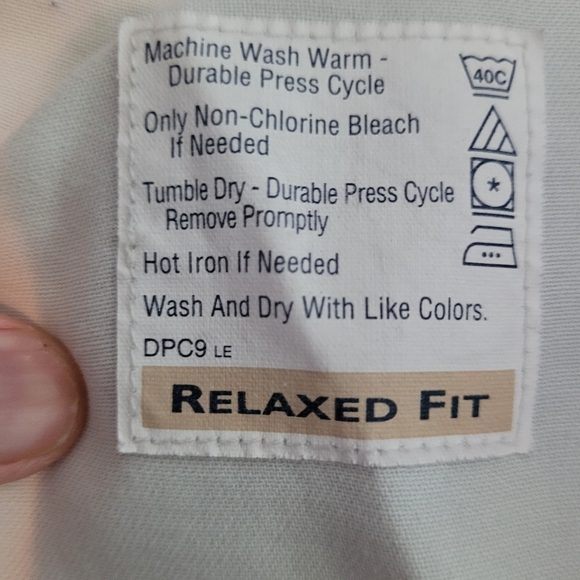 Machine Wash Warm -
Durable Press Cycle
40C
Only Non-Chlorine Bleach
If Needed
Tumble Dry - Durable Press Cycle
Remove Promptly
Hot Iron If Needed
Wash And Dry With Like Colors.
DPC9 LE
RELAXED FIT